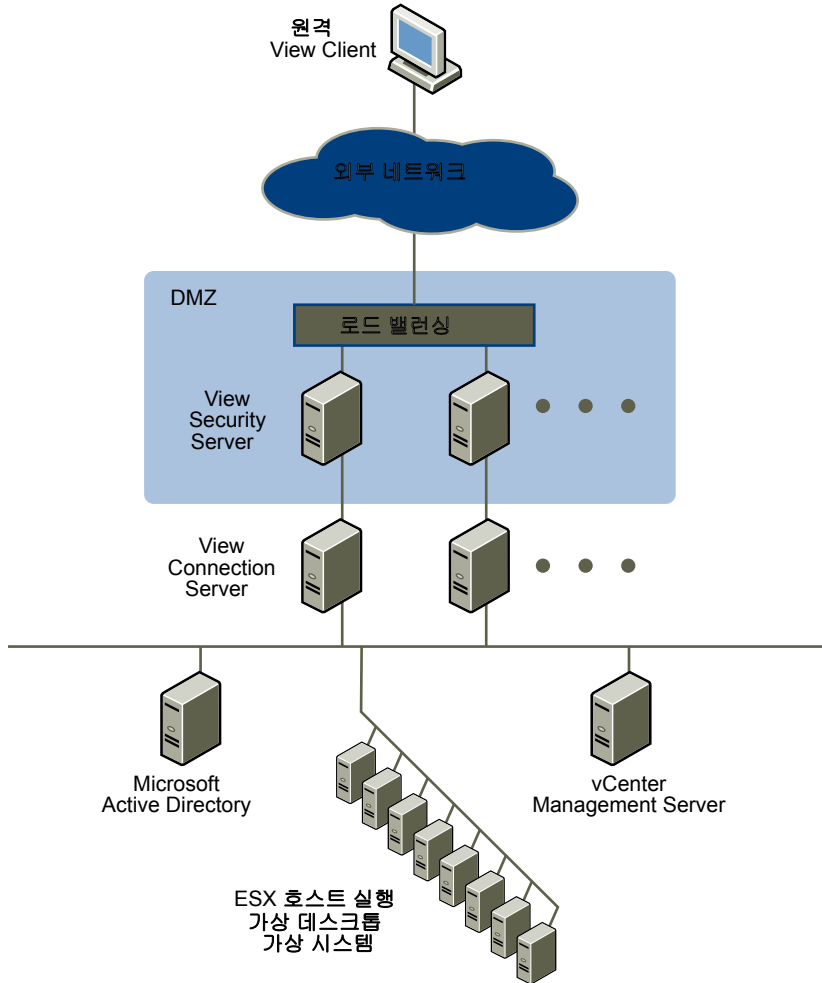 원격
View Client
외부 네트워크
DMZ
로드 밸런싱
View
Security
Server
View
Connection
Server
Microsoft
Active Directory
vCenter
Management Server
ESX 호스트 실행
가상 데스크톱
가상 시스템